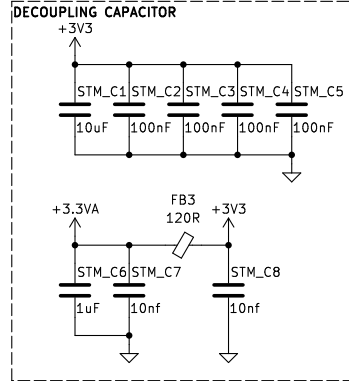 DECOUPLING CAPACITOR
+3V3
STM_C1 STM_C2 STM_C3 STM_C4 STM_C5
10uF 100nF 100nF 100nF 100nF
FB3
+3.3VA 120R +3V3
STM_C6 STM_C7 STM_C8
1uF 10nf 10nf